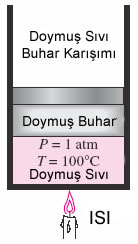 Doymuş Sıvı
Buhar Karışımı
Doymuş Buhar
P = 1 atm
T = 100°C
Doymuş Sıvı
ISI